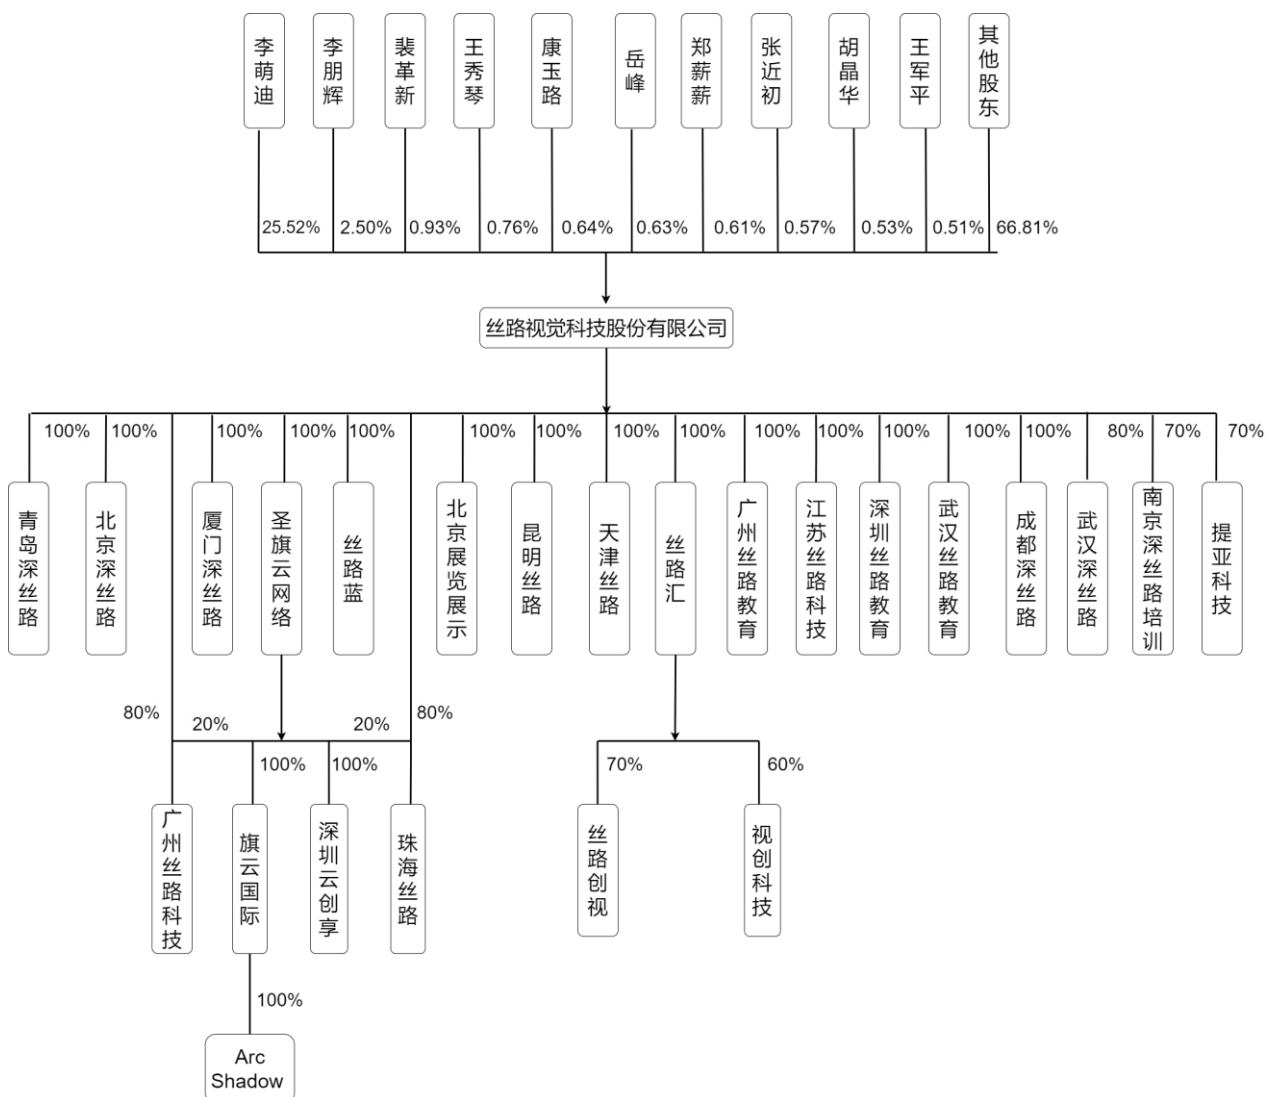 李萌迪
李朋辉
裴革新
王秀琴
康玉路
岳峰
郑薪薪
张近初
胡晶华
王军平
其他股东
25.52%
2.50%
0.93%
0.76%
0.64%
0.63%
0.61%
0.57%
0.53%
0.51%
66.81%
丝路视觉科技股份有限公司
100%
100%
100%
100%
100%
100%
100%
100%
100%
100%
100%
100%
100%
100%
80%
70%
70%
青岛深丝路
北京深丝路
厦门深丝路
圣旗云网络
丝路蓝
北京展览展示
昆明丝路
天津丝路
丝路汇
广州丝路教育
江苏丝路科技
深圳丝路教育
武汉丝路教育
成都深丝路
武汉深丝路
南京深丝路培训
提亚科技
80%
20%
20%
80%
100%
100%
70%
60%
广州丝路科技
旗云国际
深圳云创享
珠海丝路
丝路创视
视创科技
100%
Arc
Shadow